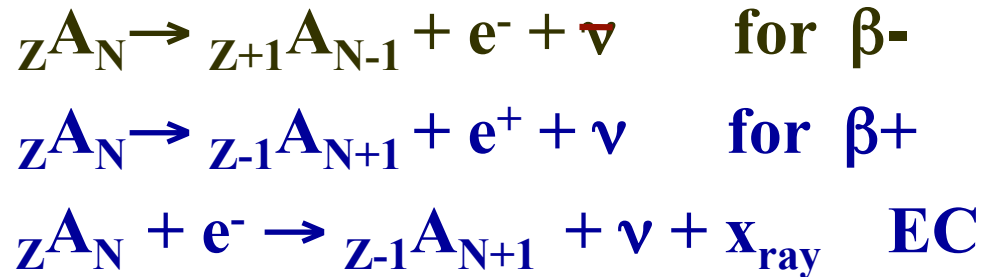 ZAN → Z+1AN-1 + e- + ν̄ for β-
ZAN → Z-1AN+1 + e+ + ν for β+
ZAN + e- → Z-1AN+1 + ν + xray EC